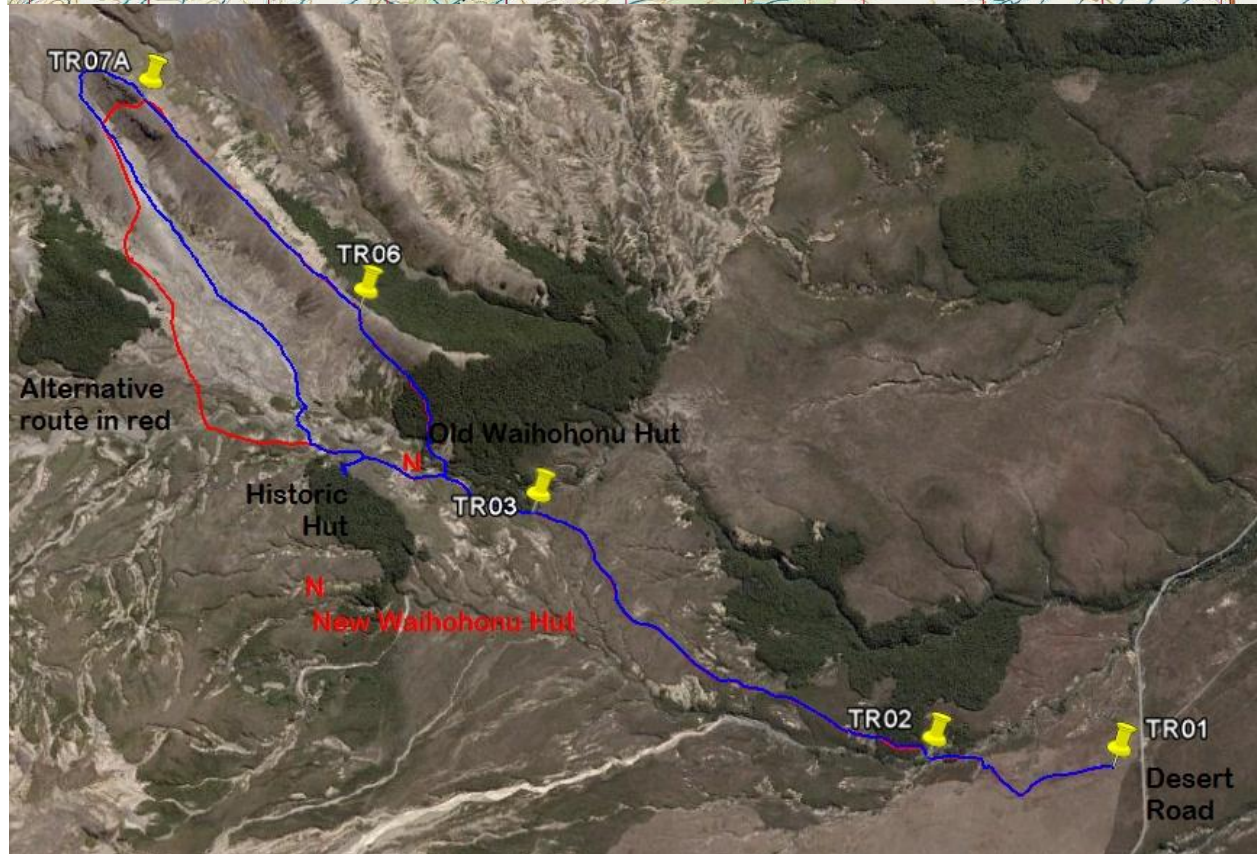 TR07A
TR06
Alternative
route in red
N
Old Waihohonu Hut
Historic
Hut
TR03
N
New Waihohonu Hut
TR02
TR01
Desert
Road